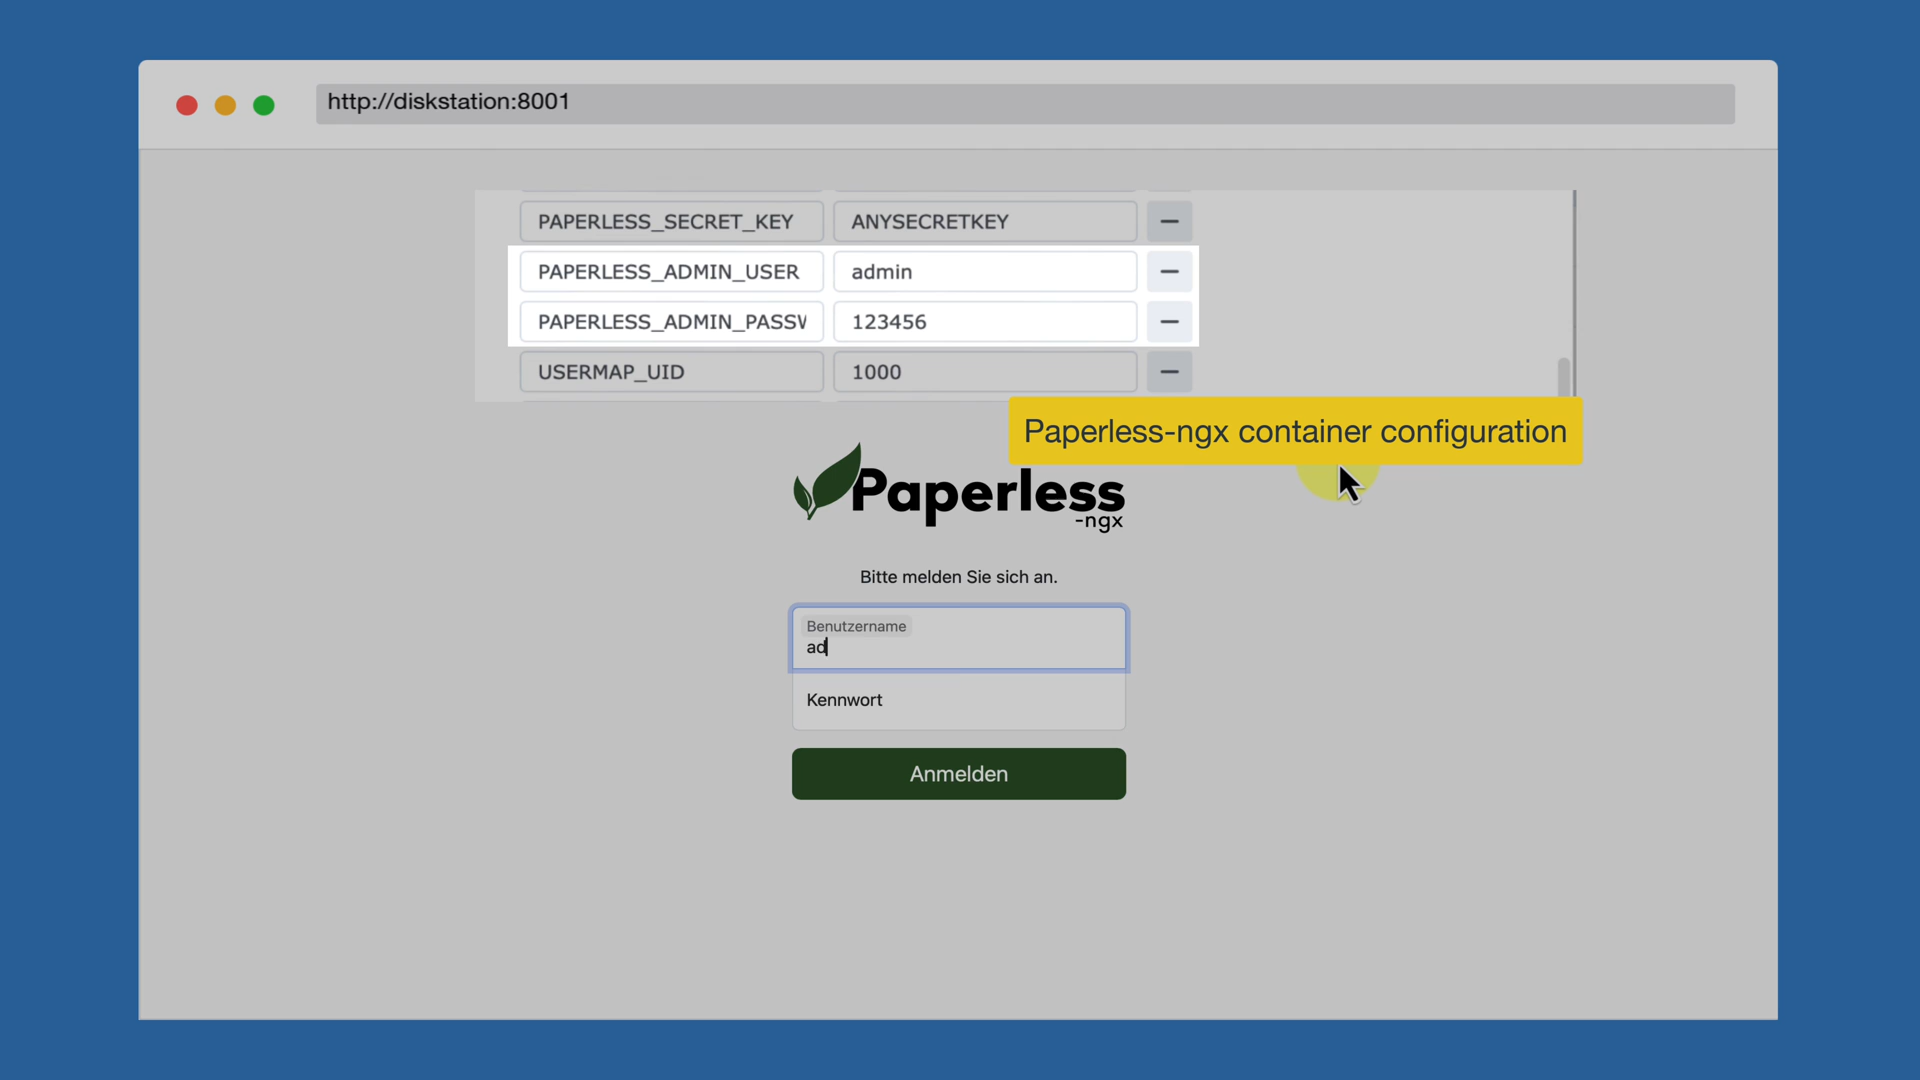 http://diskstation:8001
PAPERLESS_SECRET_KEY ANYSECRETKEY
PAPERLESS_ADMIN_USER admin
PAPERLESS_ADMIN_PASSW 123456
USERMAP_UID 1000
Paperless-ngx container configuration
Paperless
-ngx
Bitte melden Sie sich an.
Benutzername
ad
Kennwort
Anmelden